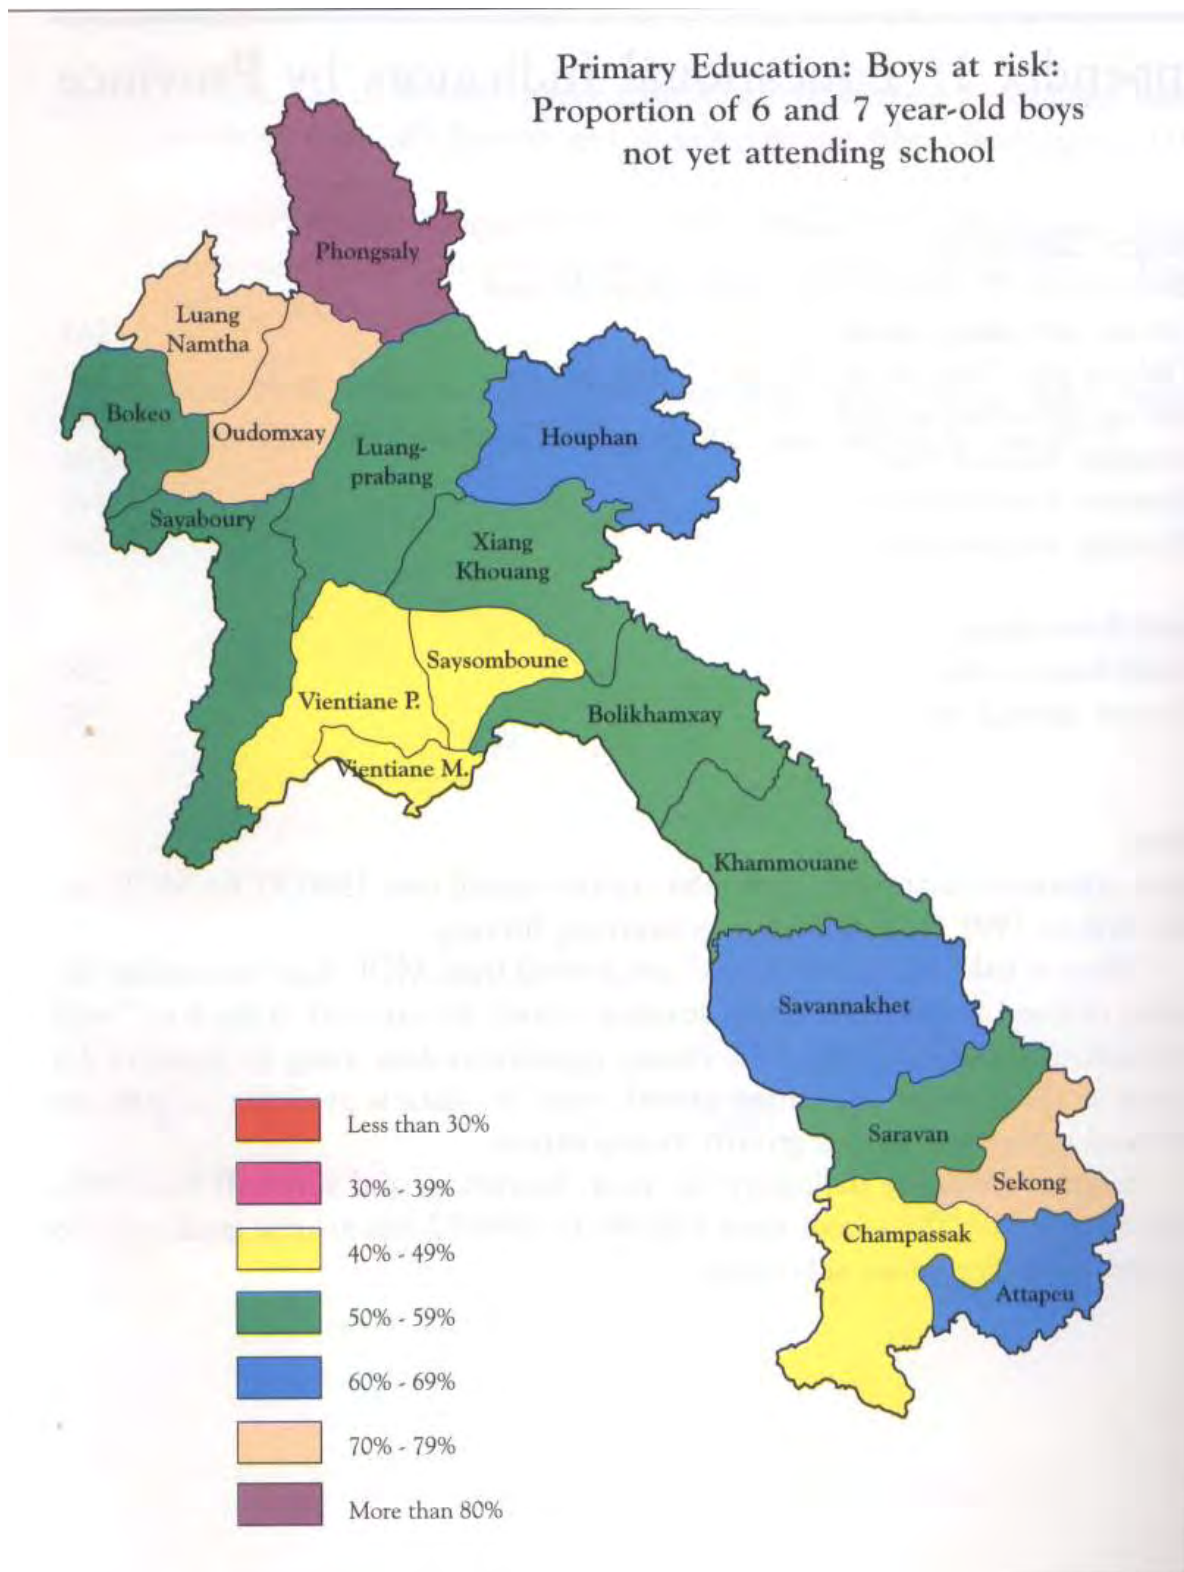 Primary Education: Boys at risk:
Proportion of 6 and 7 year-old boys
not yet attending school
Phongsaly
Luang
Namtha
Bokeo
Oudomxay
Luang-
prabang
Houphan
Sayaboury
Xiang
Khouang
Saysomboune
Vientiane P.
Bolikhamxay
Vientiane M.
Khammouane
Savannakhet
Saravan
Sekong
Champassak
Attapeu
Less than 30%
30% - 39%
40% - 49%
50% - 59%
60% - 69%
70% - 79%
More than 80%